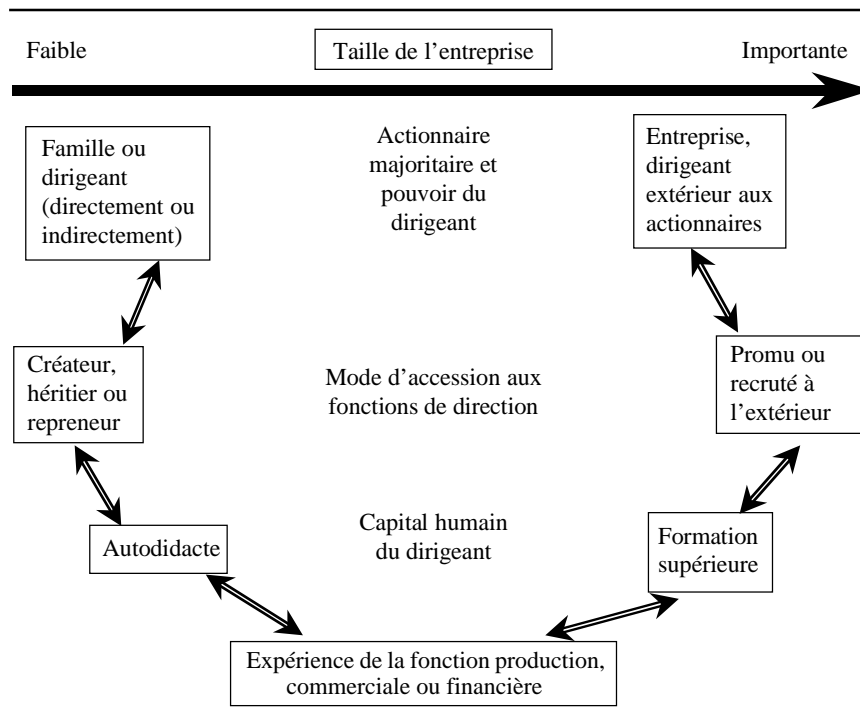 Faible
Taille de l’entreprise
Importante
Famille ou
dirigeant
(directement ou
indirectement)
Actionnaire
majoritaire et
pouvoir du
dirigeant
Entreprise,
dirigeant
extérieur aux
actionnaires
Créateur,
héritier ou
repreneur
Mode d’accession aux
fonctions de direction
Promu ou
recruté à
l’extérieur
Autodidacte
Capital humain
du dirigeant
Formation
supérieure
Expérience de la fonction production,
commerciale ou financière